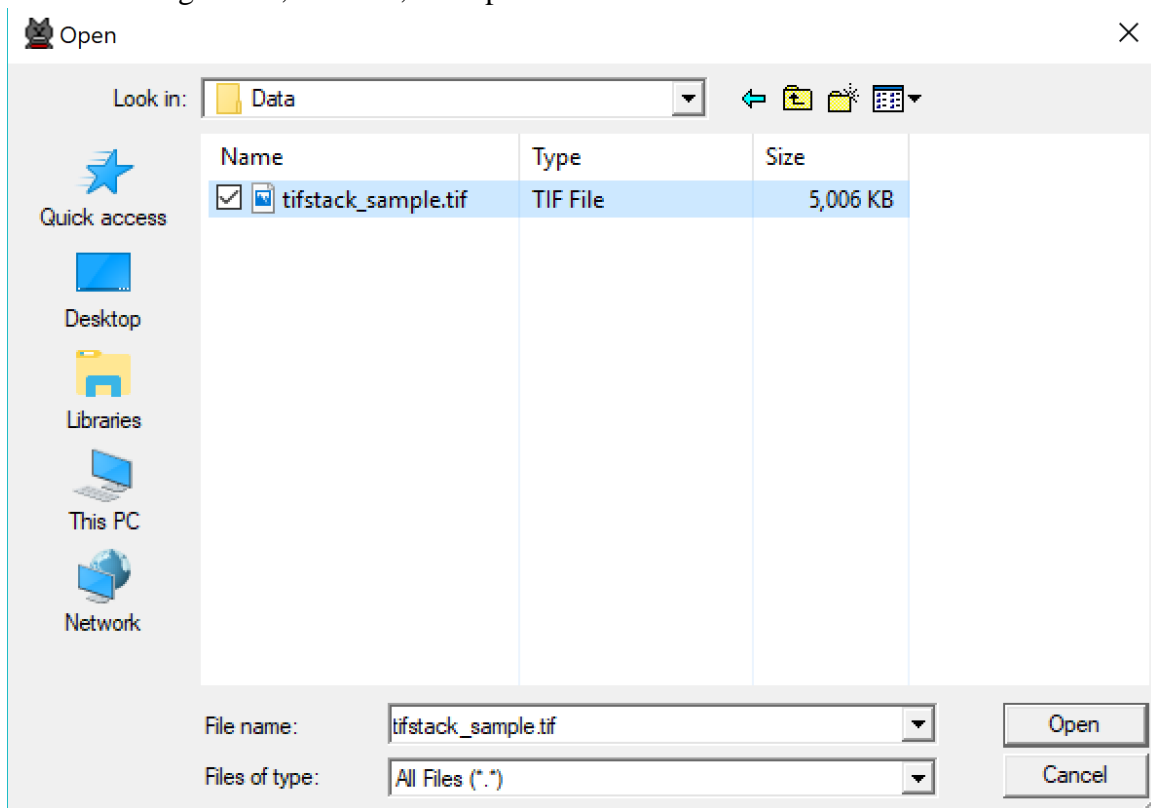 Open
Look in:
Data
Name Type Size
tifstack_sample.tif TIF File 5,006 KB
Quick access
Desktop
Libraries
This PC
Network
File name: tifstack_sample.tif Open
Files of type: All Files (*.*) Cancel